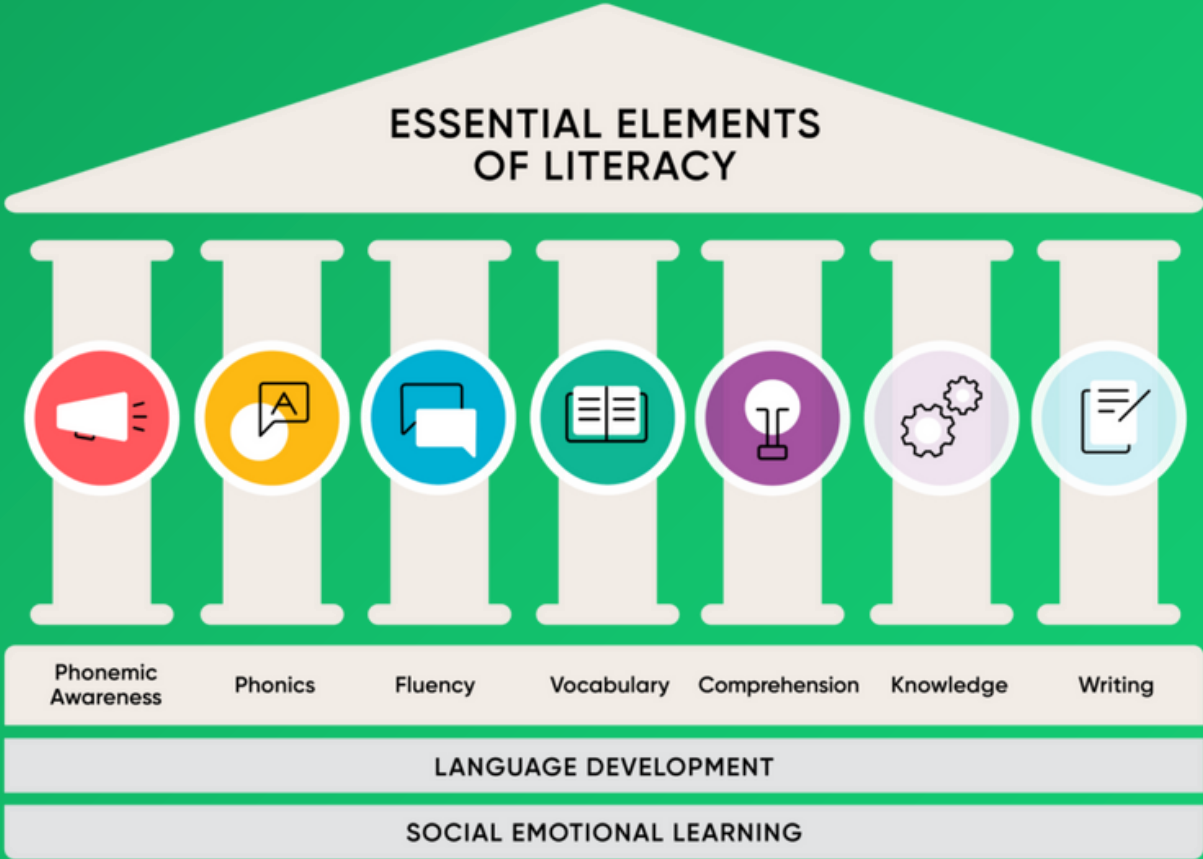 ESSENTIAL ELEMENTS
OF LITERACY
A
Phonemic
Awareness
Phonics
Fluency
Vocabulary
Comprehension
Knowledge
Writing
LANGUAGE DEVELOPMENT
SOCIAL EMOTIONAL LEARNING